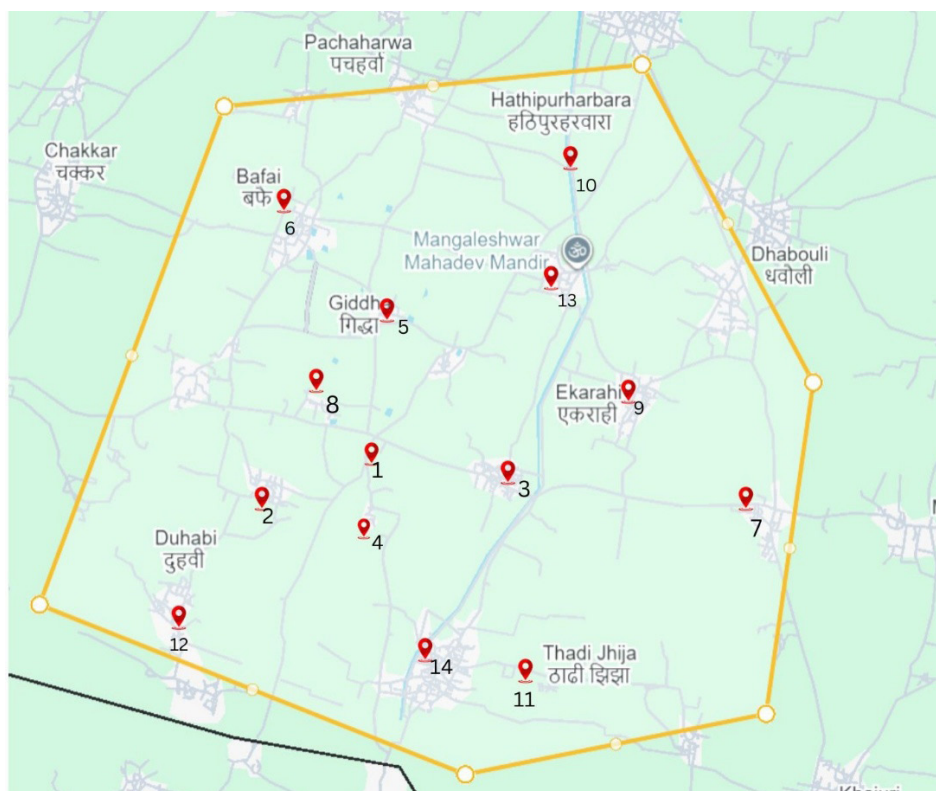 Pachaharwa
पचहर्वा
Hathipurharbara
हठिपुरहरवारा
10
Chakkar
चक्कर
Bafai
बफे
6
Mangaleshwar
Mahadev Mandir
ॐ
Dhabouli
धवोली
13
Giddha
गिद्धा
5
8
Ekarahi
एकराही
9
1
3
2
7
4
Duhabi
दुहवी
12
14
Thadi Jhija
ठाढी झिझा
11